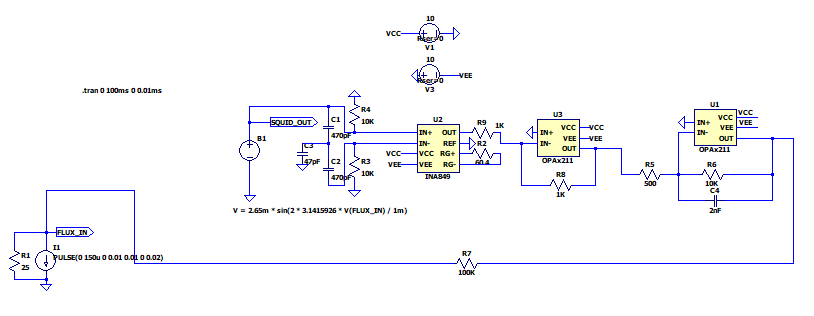 10
VCC
Rser=0
V1
10
VEE
Rser=0
V3
.tran 0 100ms 0 0.01ms
SQUID_OUT
B1
C1
470pF
C3
47pF
C2
470pF
R4
10K
R3
10K
U2
IN+ OUT
IN- REF
VCC RG+
VEE RG-
INA849
VCC
VEE
R9 1K
R2
60.4
U3
IN+
IN-
VCC
VEE
OUT
OPAx211
VCC
VEE
R8
1K
U1
IN+
IN-
VCC
VEE
OUT
OPAx211
VCC
VEE
R5
500
R6
10K
C4
2nF
V = 2.65m * sin(2 * 3.1415926 * V(FLUX_IN) / 1m)
FLUX_IN
R1
25
I1
PULSE(0 150u 0 0.01 0.01 0 0.02)
R7
100K